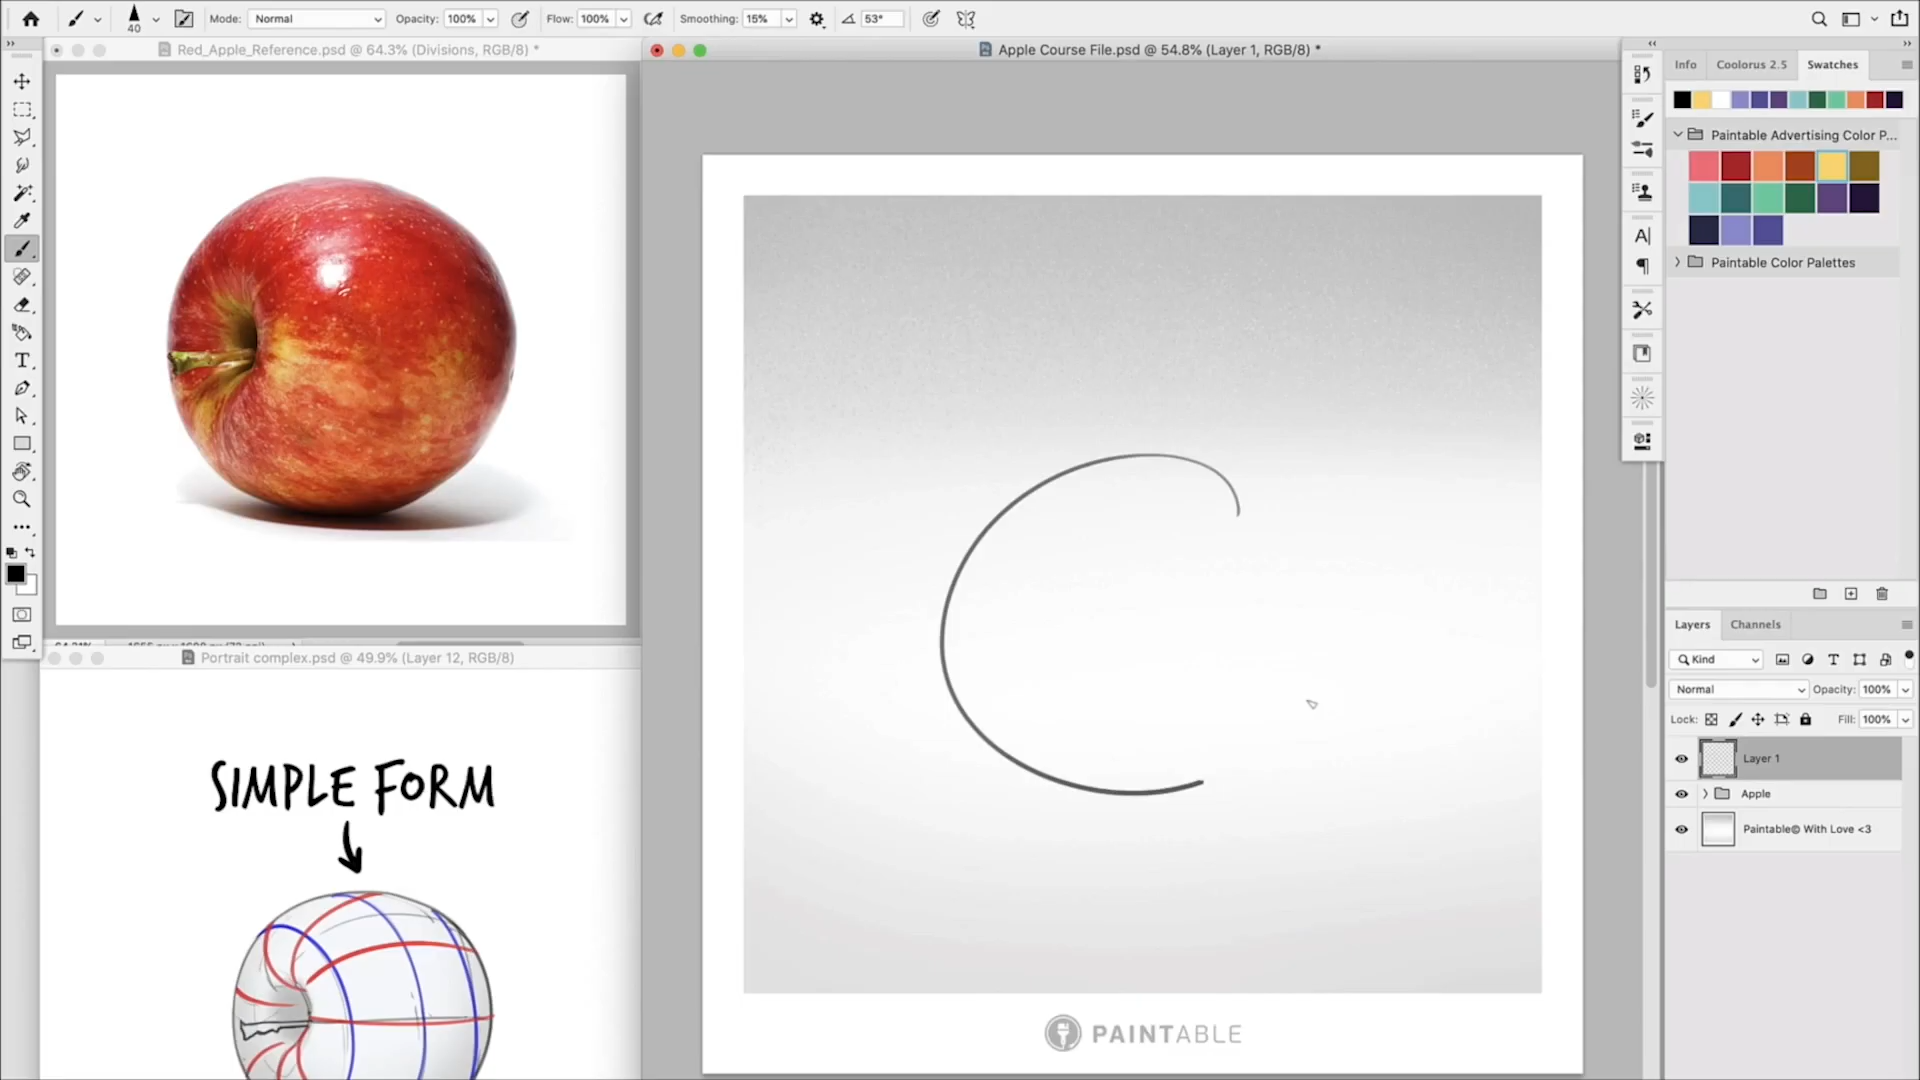 40 Mode: Normal Opacity: 100% Flow: 100% Smoothing: 15% 53°
Red_Apple_Reference.psd @ 64.3% (Divisions, RGB/8) *
Apple Course File.psd @ 54.8% (Layer 1, RGB/8) *
Info Coolorus 2.5 Swatches
Paintable Advertising Color P...
Paintable Color Palettes
Portrait complex.psd @ 49.9% (Layer 12, RGB/8)
SIMPLE FORM
PAINTABLE
Layers Channels
Kind
Normal Opacity: 100%
Lock: Fill: 100%
Layer 1
Apple
Paintable© With Love <3